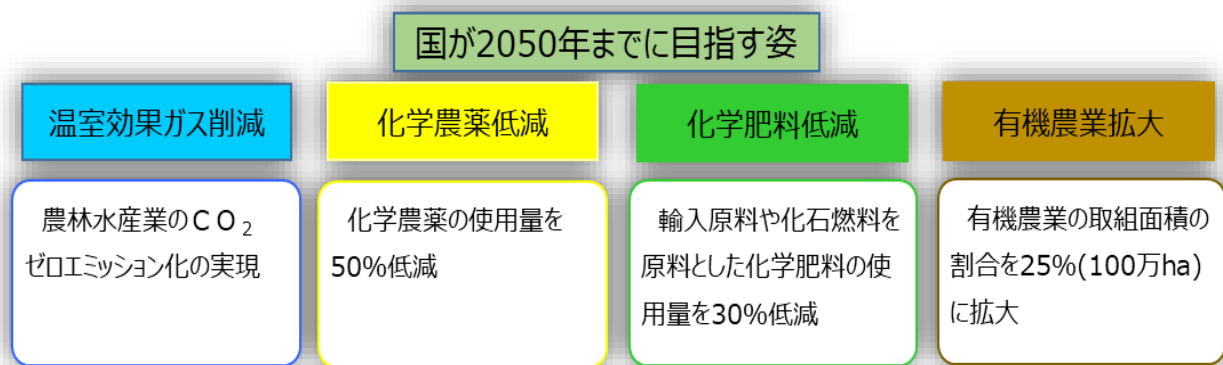 国が2050年までに目指す姿
温室効果ガス削減
農林水産業のＣＯ₂
ゼロエミッション化の実現
化学農薬低減
化学農薬の使用量を
50%低減
化学肥料低減
輸入原料や化石燃料を
原料とした化学肥料の使
用量を30%低減
有機農業拡大
有機農業の取組面積の
割合を25%(100万ha)
に拡大